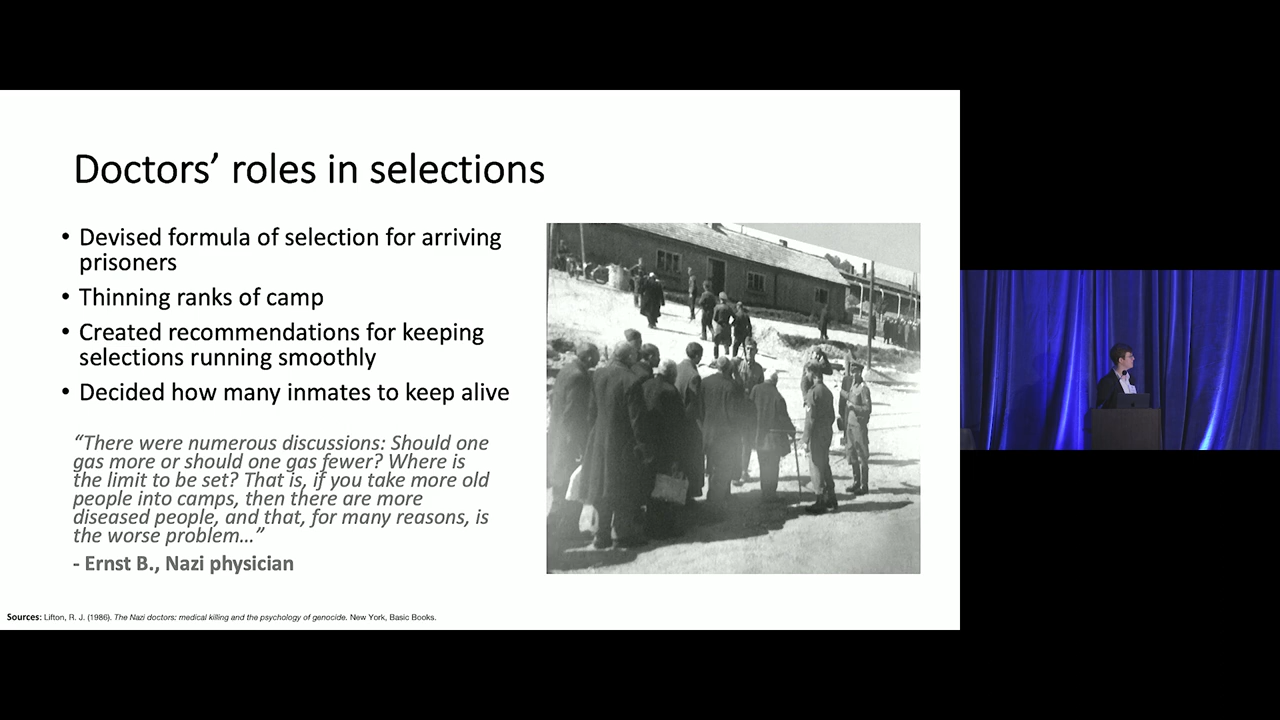 Doctors’ roles in selections
• Devised formula of selection for arriving
prisoners
• Thinning ranks of camp
• Created recommendations for keeping
selections running smoothly
• Decided how many inmates to keep alive
“There were numerous discussions: Should one
gas more or should one gas fewer? Where is
the limit to be set? That is, if you take more old
people into camps, then there are more
diseased people, and that, for many reasons, is
the worse problem…”
- Ernst B., Nazi physician
Sources: Lifton, R. J. (1986). The Nazi doctors: medical killing and the psychology of genocide. New York, Basic Books.